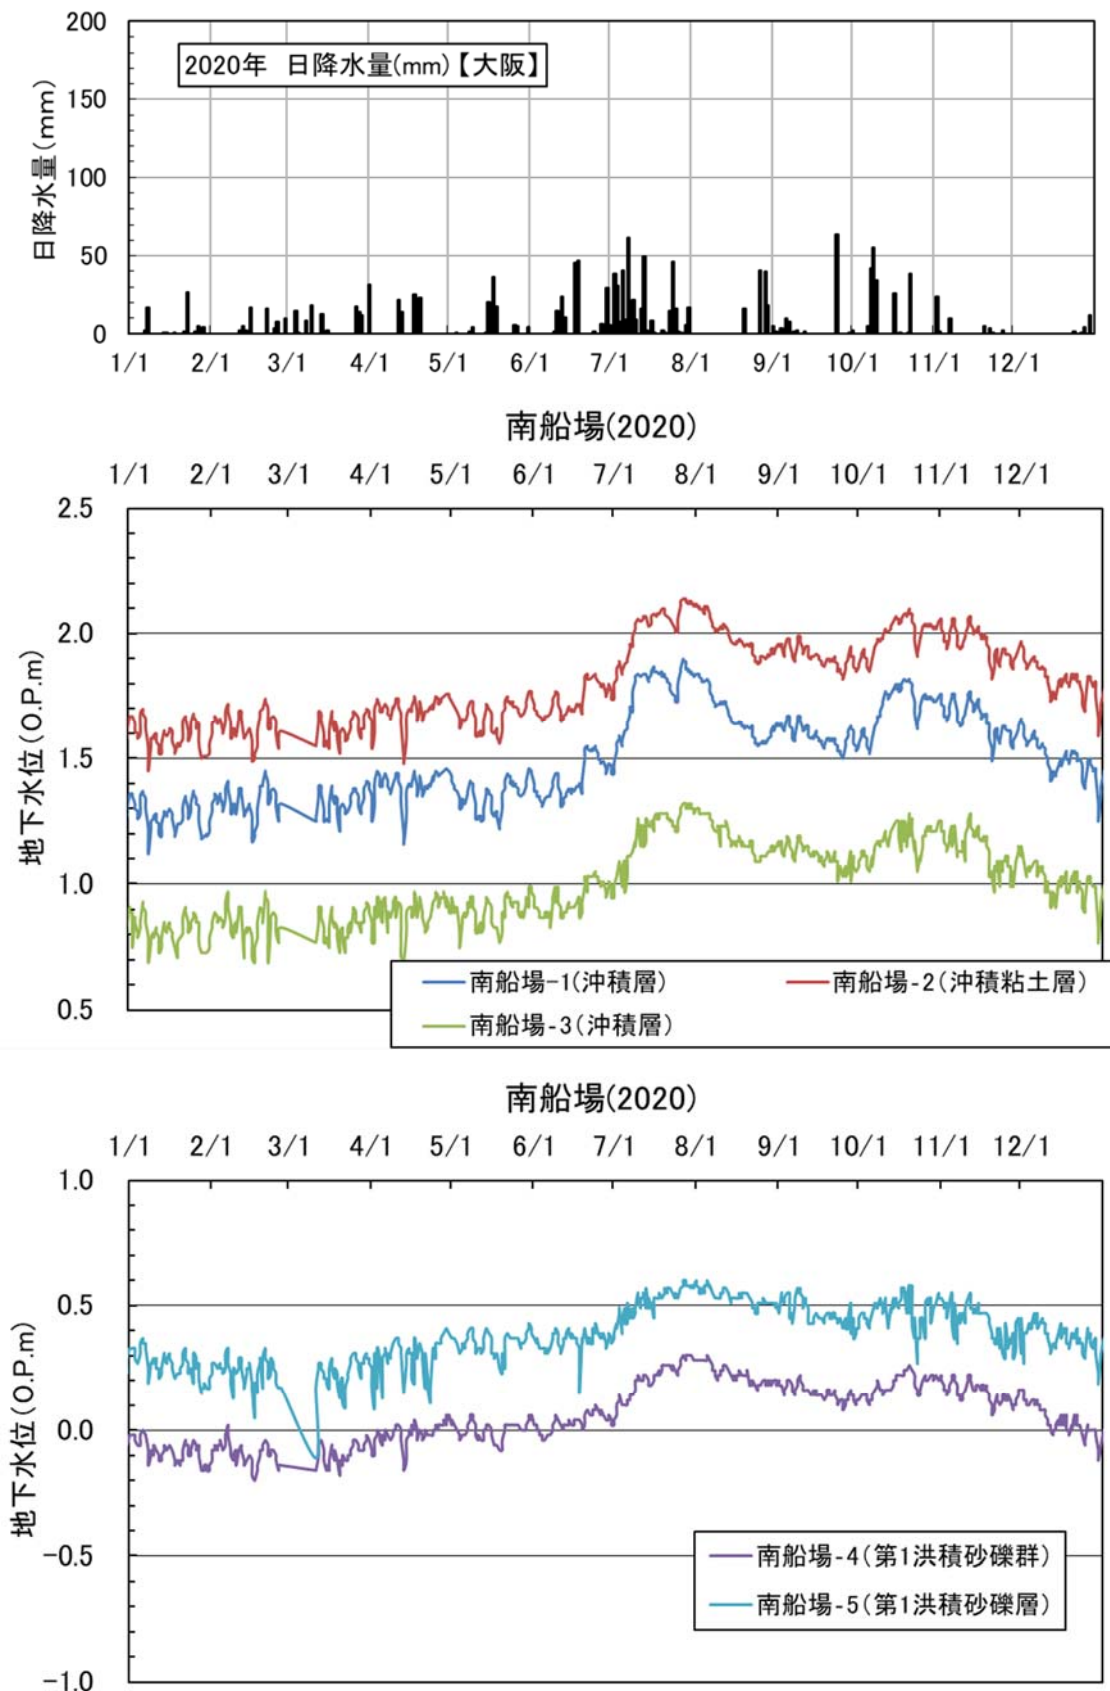 200
2020年 日降水量(mm)【大阪】
150
100
50
0
日降水量(mm)
1/1 2/1 3/1 4/1 5/1 6/1 7/1 8/1 9/1 10/1 11/1 12/1
南船場(2020)
1/1 2/1 3/1 4/1 5/1 6/1 7/1 8/1 9/1 10/1 11/1 12/1
2.5
2.0
1.5
1.0
0.5
地下水位(O.P.m)
南船場-1(沖積層) 南船場-2(沖積粘土層)
南船場-3(沖積層)
南船場(2020)
1/1 2/1 3/1 4/1 5/1 6/1 7/1 8/1 9/1 10/1 11/1 12/1
1.0
0.5
0.0
-0.5
-1.0
地下水位(O.P.m)
南船場-4(第1洪積砂礫群)
南船場-5(第1洪積砂礫層)